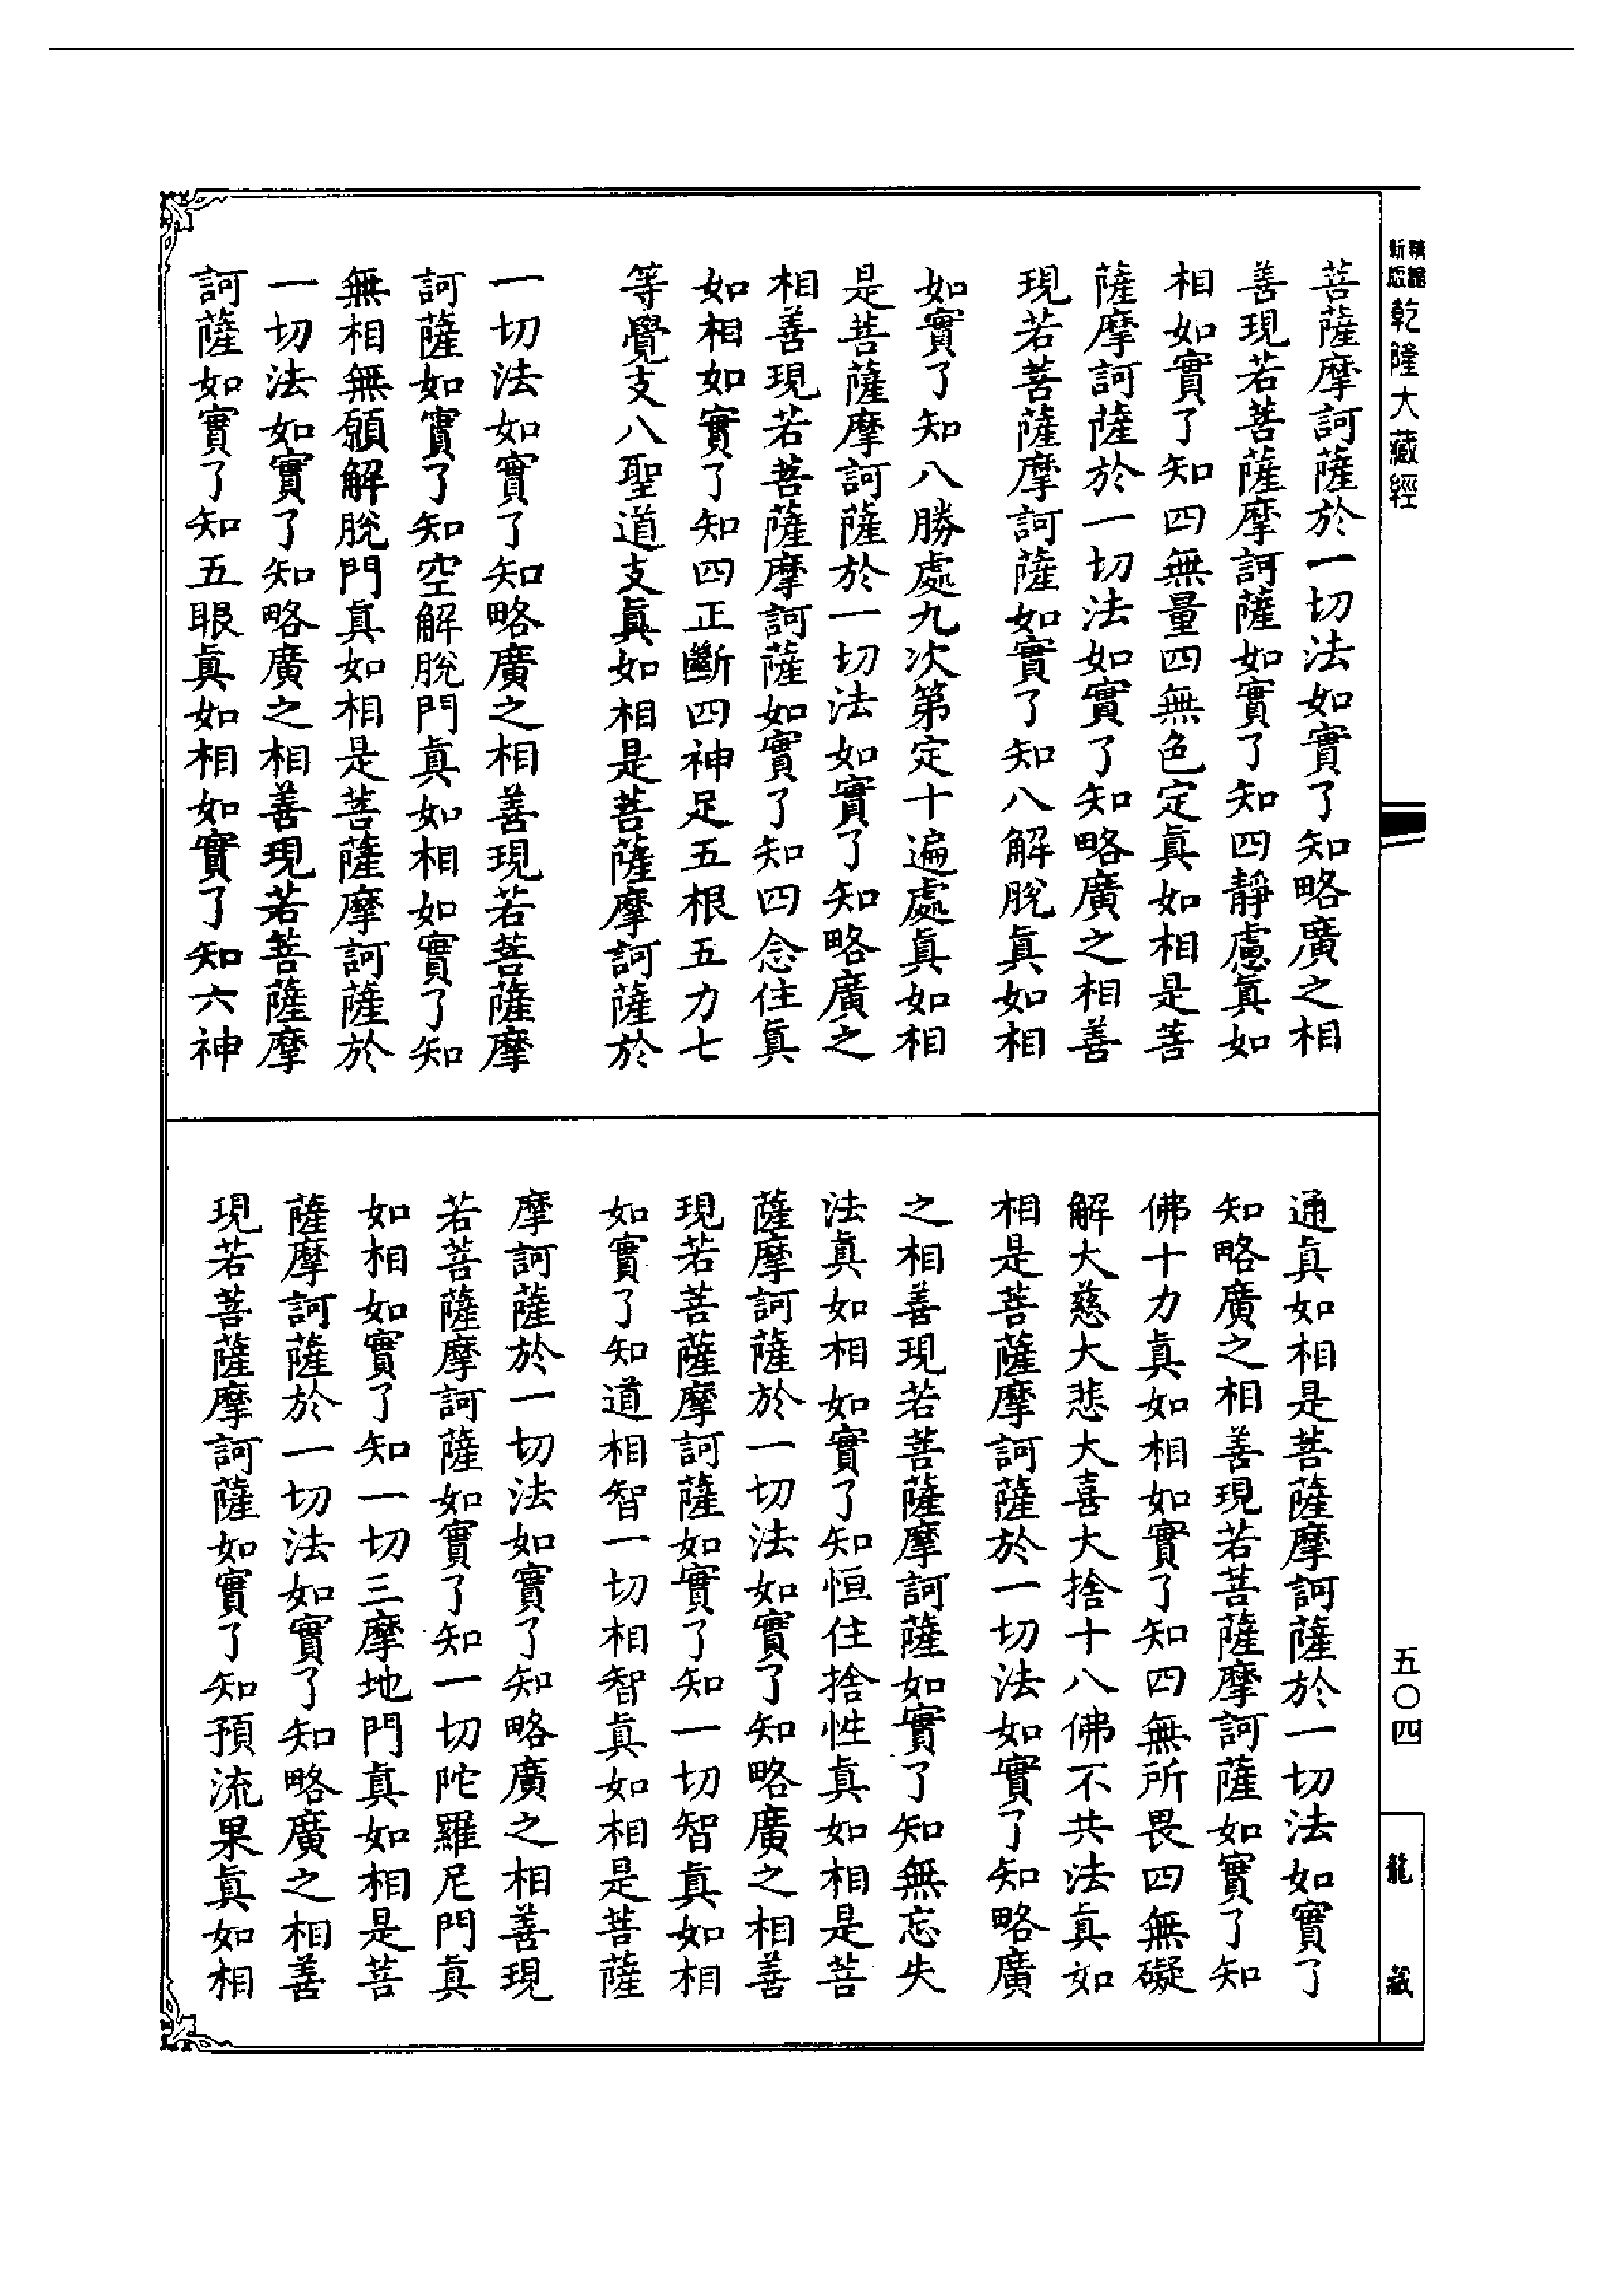 新精
版縮
乾隆大藏經
菩薩摩訶薩於一切法如實了知略廣之相
善現若菩薩摩訶薩如實了知四靜慮真如
相如實了知四無量四無色定真如相是菩
薩摩訶薩於一切法如實了知略廣之相善
現若菩薩摩訶薩如實了知八解脫真如相
如實了知八勝處九次第定十遍處真如相
是菩薩摩訶薩於一切法如實了知略廣之
相善現若菩薩摩訶薩如實了知四念住真
如相如實了知四正斷四神足五根五力七
等覺支八聖道支真如相是菩薩摩訶薩於
一切法如實了知略廣之相善現若菩薩摩
訶薩如實了知空解脫門真如相如實了知
無相無願解脫門真如相是菩薩摩訶薩於
一切法如實了知略廣之相善現若菩薩摩
訶薩如實了知五眼真如相如實了知六神
通真如相是菩薩摩訶薩於一切法如實了
知略廣之相善現若菩薩摩訶薩如實了知
佛十力真如相如實了知四無所畏四無礙
解大慈大悲大喜大捨十八佛不共法真如
相是菩薩摩訶薩於一切法如實了知略廣
之相善現若菩薩摩訶薩如實了知無忘失
法真如相如實了知恒住捨性真如相是菩
薩摩訶薩於一切法如實了知略廣之相善
現若菩薩摩訶薩如實了知一切智真如相
如實了知道相智一切相智真如相是菩薩
摩訶薩於一切法如實了知略廣之相善現
若菩薩摩訶薩如實了知一切陀羅尼門真
如相如實了知一切三摩地門真如相是菩
薩摩訶薩於一切法如實了知略廣之相善
現若菩薩摩訶薩如實了知預流果真如相
五〇四
龍藏